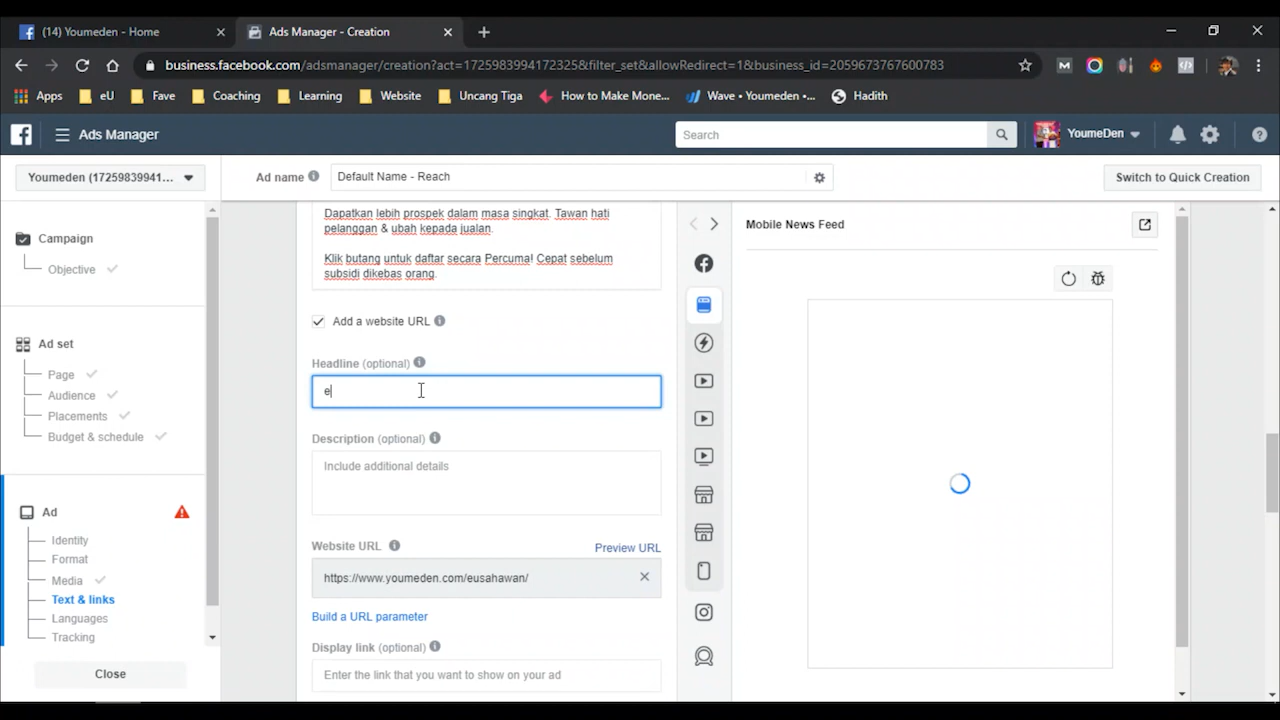 (14) Youmeden - Home
Ads Manager - Creation
business.facebook.com/adsmanager/creation?act=1725983994172325&filter_set&allowRedirect=1&business_id=2059673767600783
Apps
eU
Fave
Coaching
Learning
Website
Uncang Tiga
How to Make Mone...
Wave • Youmeden •...
Hadith
Ads Manager
Search
YoumeDen
Youmeden (17259839941...
Ad name
Default Name - Reach
Switch to Quick Creation
Campaign
Objective
Ad set
Page
Audience
Placements
Budget & schedule
Ad
Identity
Format
Media
Text & links
Languages
Tracking
Close
Dapatkan lebih prospek dalam masa singkat. Tawan hati
pelanggan & ubah kepada jualan.
Klik butang untuk daftar secara Percuma! Cepat sebelum
subsidi dikebas orang.
Add a website URL
Headline (optional)
e
Description (optional)
Include additional details
Website URL
Preview URL
https://www.youmeden.com/eusahawan/
Build a URL parameter
Display link (optional)
Enter the link that you want to show on your ad
Mobile News Feed